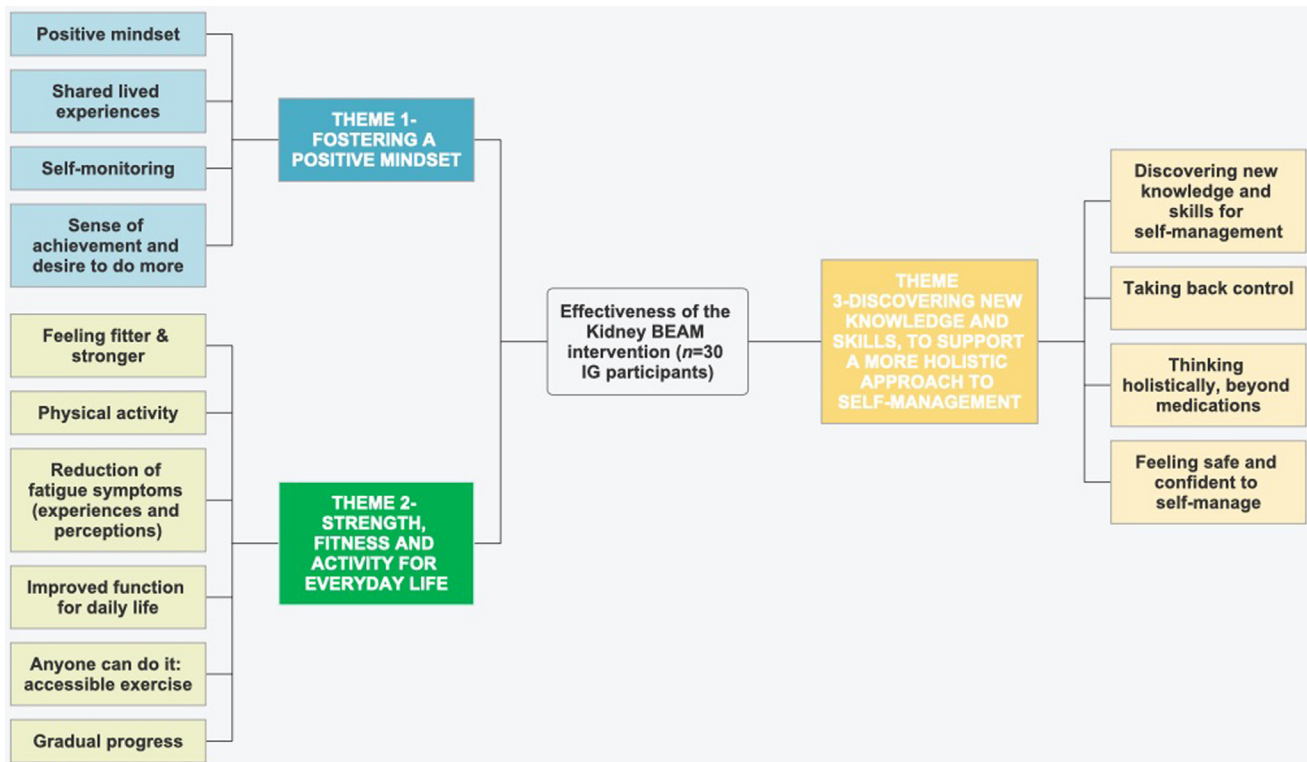 Positive mindset
Shared lived
experiences
Self-monitoring
Sense of
achievement and
desire to do more
THEME 1-
FOSTERING A
POSITIVE MINDSET
Feeling fitter &
stronger
Physical activity
Reduction of
fatigue symptoms
(experiences and
perceptions)
Improved function
for daily life
Anyone can do it:
accessible exercise
Gradual progress
THEME 2-
STRENGTH,
FITNESS AND
ACTIVITY FOR
EVERYDAY LIFE
Effectiveness of the
Kidney BEAM
intervention (n=30
IG participants)
THEME
3-DISCOVERING NEW
KNOWLEDGE AND
SKILLS, TO SUPPORT
A MORE HOLISTIC
APPROACH TO
SELF-MANAGEMENT
Discovering new
knowledge and
skills for
self-management
Taking back control
Thinking
holistically, beyond
medications
Feeling safe and
confident to
self-manage